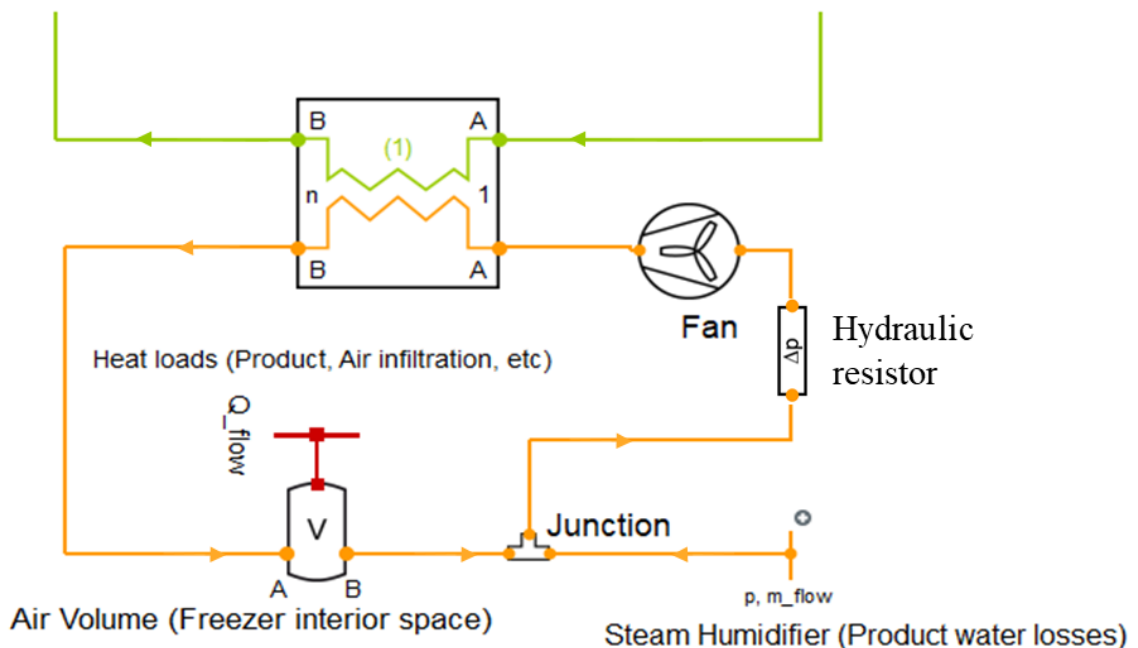 B
A
(1)
n
1
B
A
Fan
Hydraulic
resistor
Δp
Heat loads (Product, Air infiltration, etc)
Q_flow
V
Junction
A
B
p, m_flow
Air Volume (Freezer interior space)
Steam Humidifier (Product water losses)